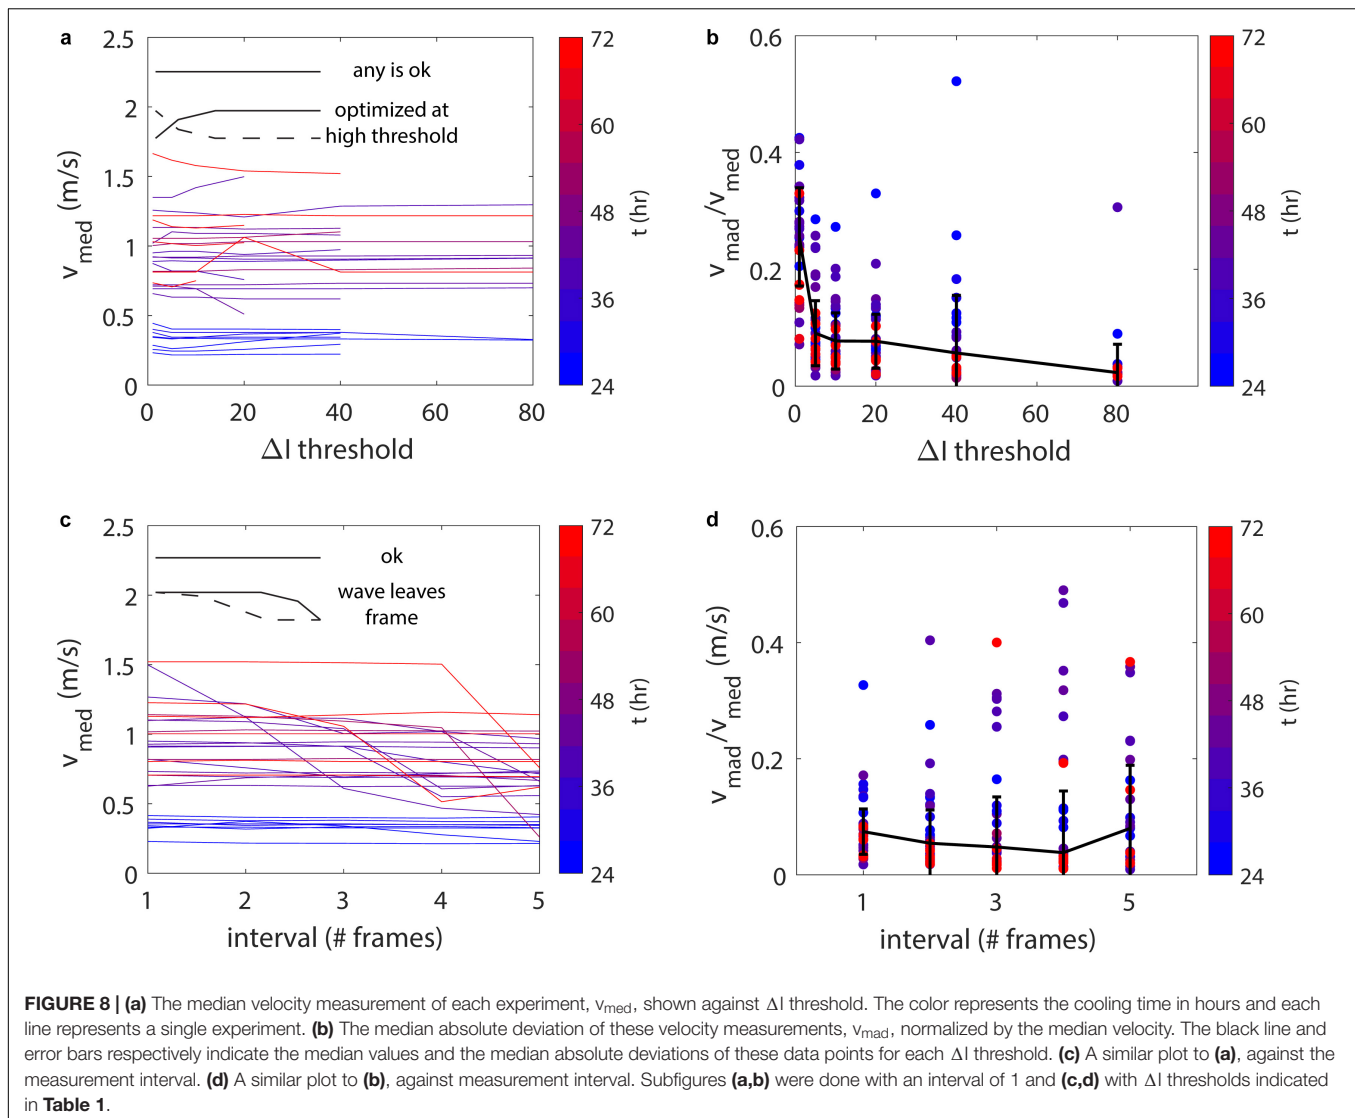 a
2.5
2
1.5
1
0.5
0
v_med (m/s)
any is ok
optimized at
high threshold
0 20 40 60 80
ΔI threshold
72
60
48
36
24
t (hr)
b
0.6
0.4
0.2
0
v_mad/v_med
0 20 40 60 80
ΔI threshold
72
60
48
36
24
t (hr)
c
2.5
2
1.5
1
0.5
0
v_med (m/s)
ok
wave leaves
frame
1 2 3 4 5
interval (# frames)
72
60
48
36
24
t (hr)
d
0.6
0.4
0.2
0
v_mad/v_med (m/s)
1 3 5
interval (# frames)
72
60
48
36
24
t (hr)
FIGURE 8 | (a) The median velocity measurement of each experiment, v_med, shown against ΔI threshold. The color represents the cooling time in hours and each
line represents a single experiment. (b) The median absolute deviation of these velocity measurements, v_mad, normalized by the median velocity. The black line and
error bars respectively indicate the median values and the median absolute deviations of these data points for each ΔI threshold. (c) A similar plot to (a), against the
measurement interval. (d) A similar plot to (b), against measurement interval. Subfigures (a,b) were done with an interval of 1 and (c,d) with ΔI thresholds indicated
in Table 1.